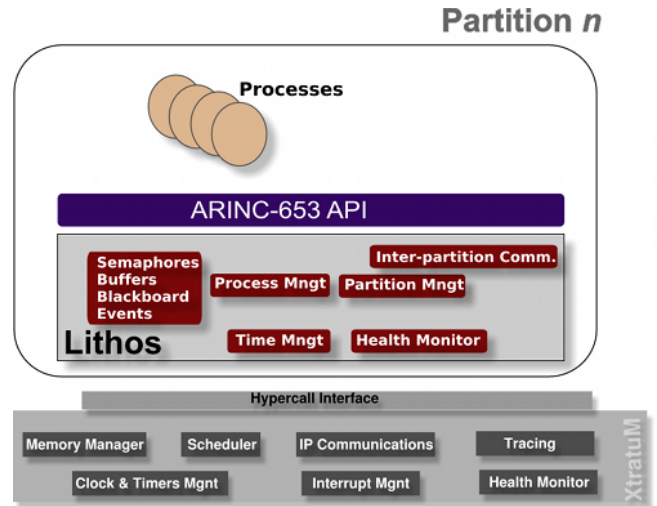 Partition n
Processes
ARINC-653 API
Inter-partition Comm.
Semaphores
Buffers
Blackboard
Events
Process Mngt
Partition Mngt
Lithos
Time Mngt
Health Monitor
Hypercall Interface
Memory Manager
Scheduler
IP Communications
Tracing
Clock & Timers Mgnt
Interrupt Mgnt
Health Monitor
XtratuM